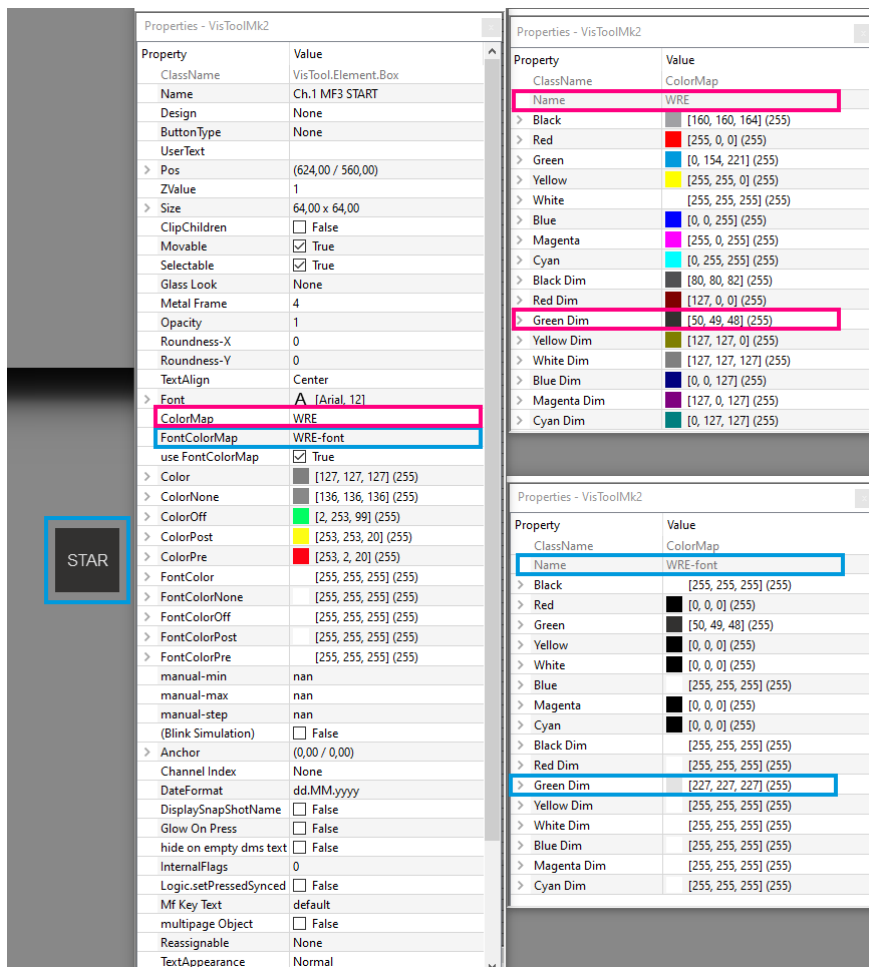 Properties - VisToolMk2
Property Value
ClassName VisTool.Element.Box
Name Ch.1 MF3 START
Design None
ButtonType None
UserText
Pos (624,00 / 560,00)
ZValue 1
Size 64,00 x 64,00
ClipChildren False
Movable True
Selectable True
Glass Look None
Metal Frame 4
Opacity 1
Roundness-X 0
Roundness-Y 0
TextAlign Center
Font A [Arial, 12]
ColorMap WRE
FontColorMap WRE-font
use FontColorMap True
Color [127, 127, 127] (255)
ColorNone [136, 136, 136] (255)
ColorOff [2, 253, 99] (255)
ColorPost [253, 253, 20] (255)
ColorPre [253, 2, 20] (255)
FontColor [255, 255, 255] (255)
FontColorNone [255, 255, 255] (255)
FontColorOff [255, 255, 255] (255)
FontColorPost [255, 255, 255] (255)
FontColorPre [255, 255, 255] (255)
manual-min nan
manual-max nan
manual-step nan
(Blink Simulation) False
Anchor (0,00 / 0,00)
Channel Index None
DateFormat dd.MM.yyyy
DisplaySnapShotName False
Glow On Press False
hide on empty dms text False
InternalFlags 0
Logic.setPressedSynced False
Mf Key Text default
multipage Object False
Reassignable None
TextAppearance Normal
STAR
Properties - VisToolMk2
Property Value
ClassName ColorMap
Name WRE
Black [160, 160, 164] (255)
Red [255, 0, 0] (255)
Green [0, 154, 221] (255)
Yellow [255, 255, 0] (255)
White [255, 255, 255] (255)
Blue [0, 0, 255] (255)
Magenta [255, 0, 255] (255)
Cyan [0, 255, 255] (255)
Black Dim [80, 80, 82] (255)
Red Dim [127, 0, 0] (255)
Green Dim [50, 49, 48] (255)
Yellow Dim [127, 127, 0] (255)
White Dim [127, 127, 127] (255)
Blue Dim [0, 0, 127] (255)
Magenta Dim [127, 0, 127] (255)
Cyan Dim [0, 127, 127] (255)
Properties - VisToolMk2
Property Value
ClassName ColorMap
Name WRE-font
Black [255, 255, 255] (255)
Red [0, 0, 0] (255)
Green [50, 49, 48] (255)
Yellow [0, 0, 0] (255)
White [0, 0, 0] (255)
Blue [255, 255, 255] (255)
Magenta [0, 0, 0] (255)
Cyan [0, 0, 0] (255)
Black Dim [255, 255, 255] (255)
Red Dim [255, 255, 255] (255)
Green Dim [227, 227, 227] (255)
Yellow Dim [255, 255, 255] (255)
White Dim [255, 255, 255] (255)
Blue Dim [255, 255, 255] (255)
Magenta Dim [255, 255, 255] (255)
Cyan Dim [255, 255, 255] (255)